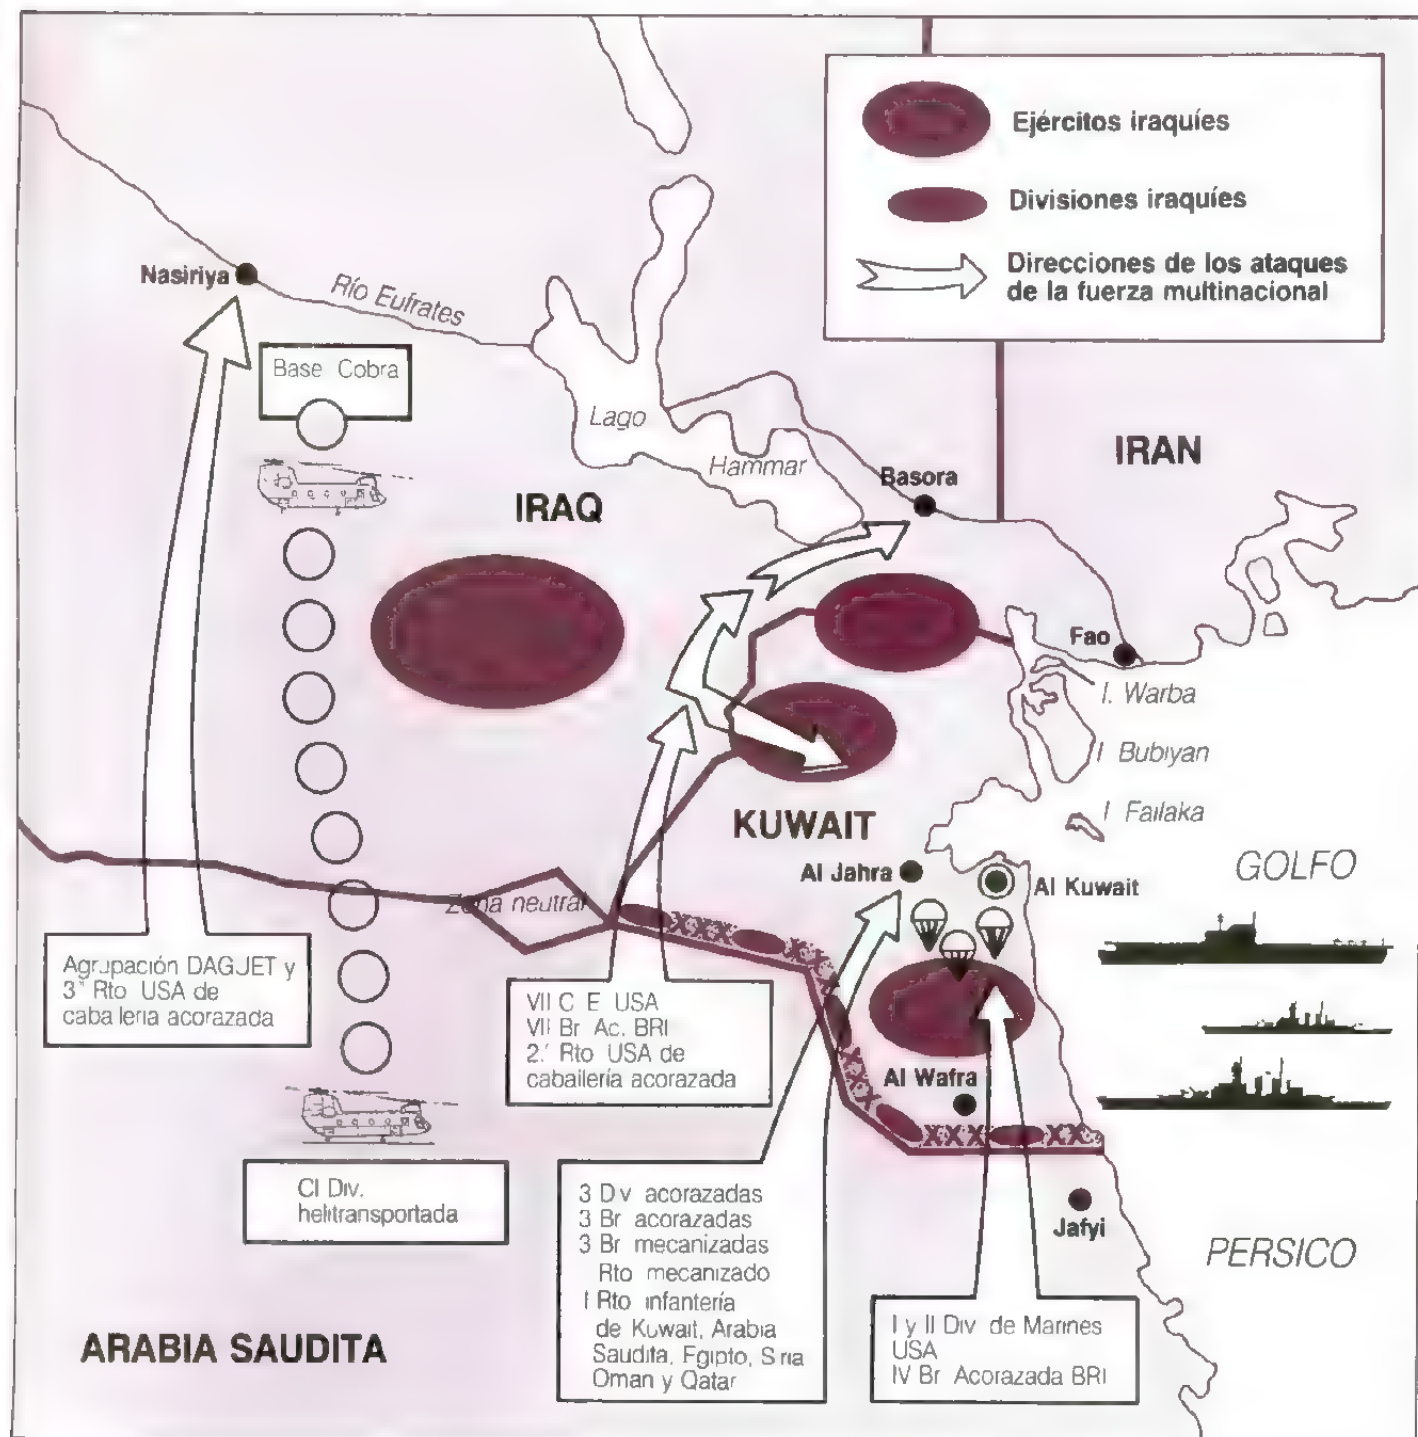 Ejércitos iraquíes
Divisiones iraquíes
Direcciones de los ataques
de la fuerza multinacional
Nasiriya
Río Eufrates
Base Cobra
Lago
Hammar
IRAN
Basora
IRAQ
Fao
I. Warba
I Bubiyan
I Failaka
KUWAIT
Al Jahra
Al Kuwait
GOLFO
Zona neutral
Agrupación DAGUET y
3ª Rto USA de
caballería acorazada
VII C E USA
VII Br Ac. BRI
2.º Rto USA de
caballería acorazada
Al Wafra
CI Div.
helitransportada
3 Div acorazadas
3 Br acorazadas
3 Br mecanizadas
Rto mecanizado
1 Rto infantería
de Kuwait, Arabia
Saudita, Egipto, Siria
Oman y Qatar
Jafyi
PERSICO
I y II Div de Marines
USA
IV Br Acorazada BRI
ARABIA SAUDITA